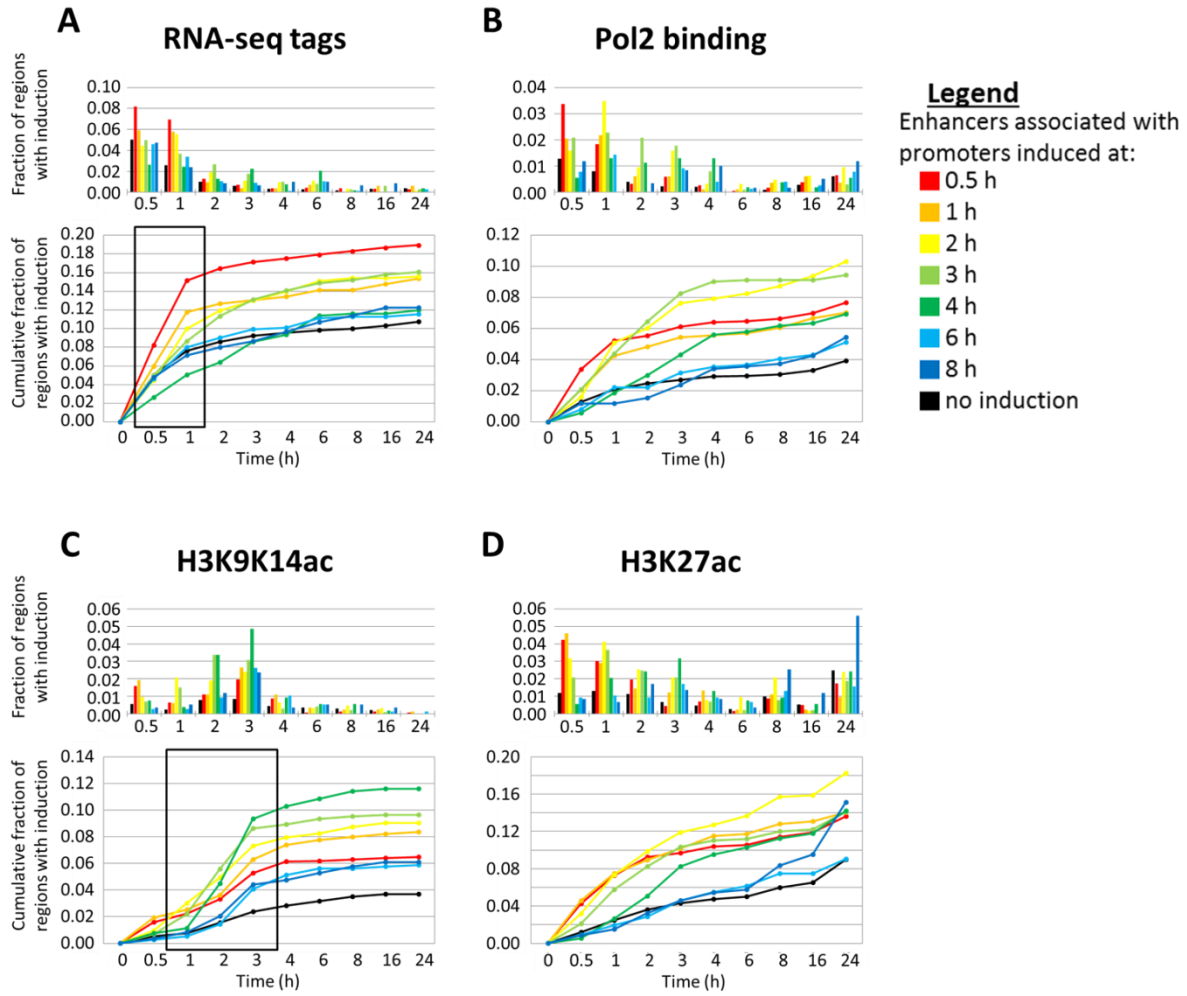 A
RNA-seq tags
Fraction of regions
with induction
0.10
0.08
0.06
0.04
0.02
0.00
0.5 1 2 3 4 6 8 16 24
Cumulative fraction of
regions with induction
0.20
0.18
0.16
0.14
0.12
0.10
0.08
0.06
0.04
0.02
0.00
0 0.5 1 2 3 4 6 8 16 24
Time (h)
B
Pol2 binding
0.04
0.03
0.02
0.01
0.00
0.5 1 2 3 4 6 8 16 24
0.12
0.10
0.08
0.06
0.04
0.02
0.00
0 0.5 1 2 3 4 6 8 16 24
Time (h)
Legend
Enhancers associated with
promoters induced at:
0.5 h
1 h
2 h
3 h
4 h
6 h
8 h
no induction
C
H3K9K14ac
Fraction of regions
with induction
0.06
0.05
0.04
0.03
0.02
0.01
0.00
0.5 1 2 3 4 6 8 16 24
Cumulative fraction of
regions with induction
0.14
0.12
0.10
0.08
0.06
0.04
0.02
0.00
0 0.5 1 2 3 4 6 8 16 24
Time (h)
D
H3K27ac
0.06
0.05
0.04
0.03
0.02
0.01
0.00
0.5 1 2 3 4 6 8 16 24
0.20
0.16
0.12
0.08
0.04
0.00
0 0.5 1 2 3 4 6 8 16 24
Time (h)